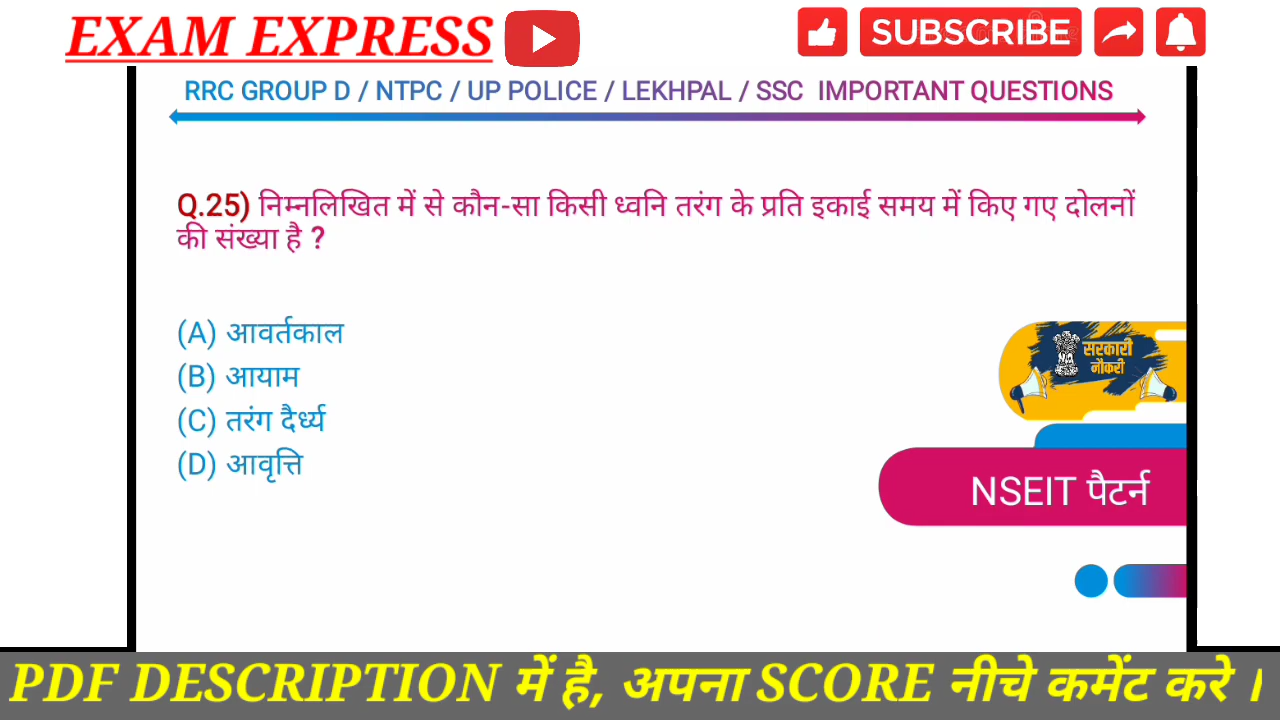 EXAM EXPRESS
SUBSCRIBE
RRC GROUP D / NTPC / UP POLICE / LEKHPAL / SSC IMPORTANT QUESTIONS
Q.25) निम्नलिखित में से कौन-सा किसी ध्वनि तरंग के प्रति इकाई समय में किए गए दोलनों
की संख्या है ?
(A) आवर्तकाल
(B) आयाम
(C) तरंग दैर्ध्य
(D) आवृत्ति
सरकारी
नौकरी
NSEIT पैटर्न
PDF DESCRIPTION में है, अपना SCORE नीचे कमेंट करे ।